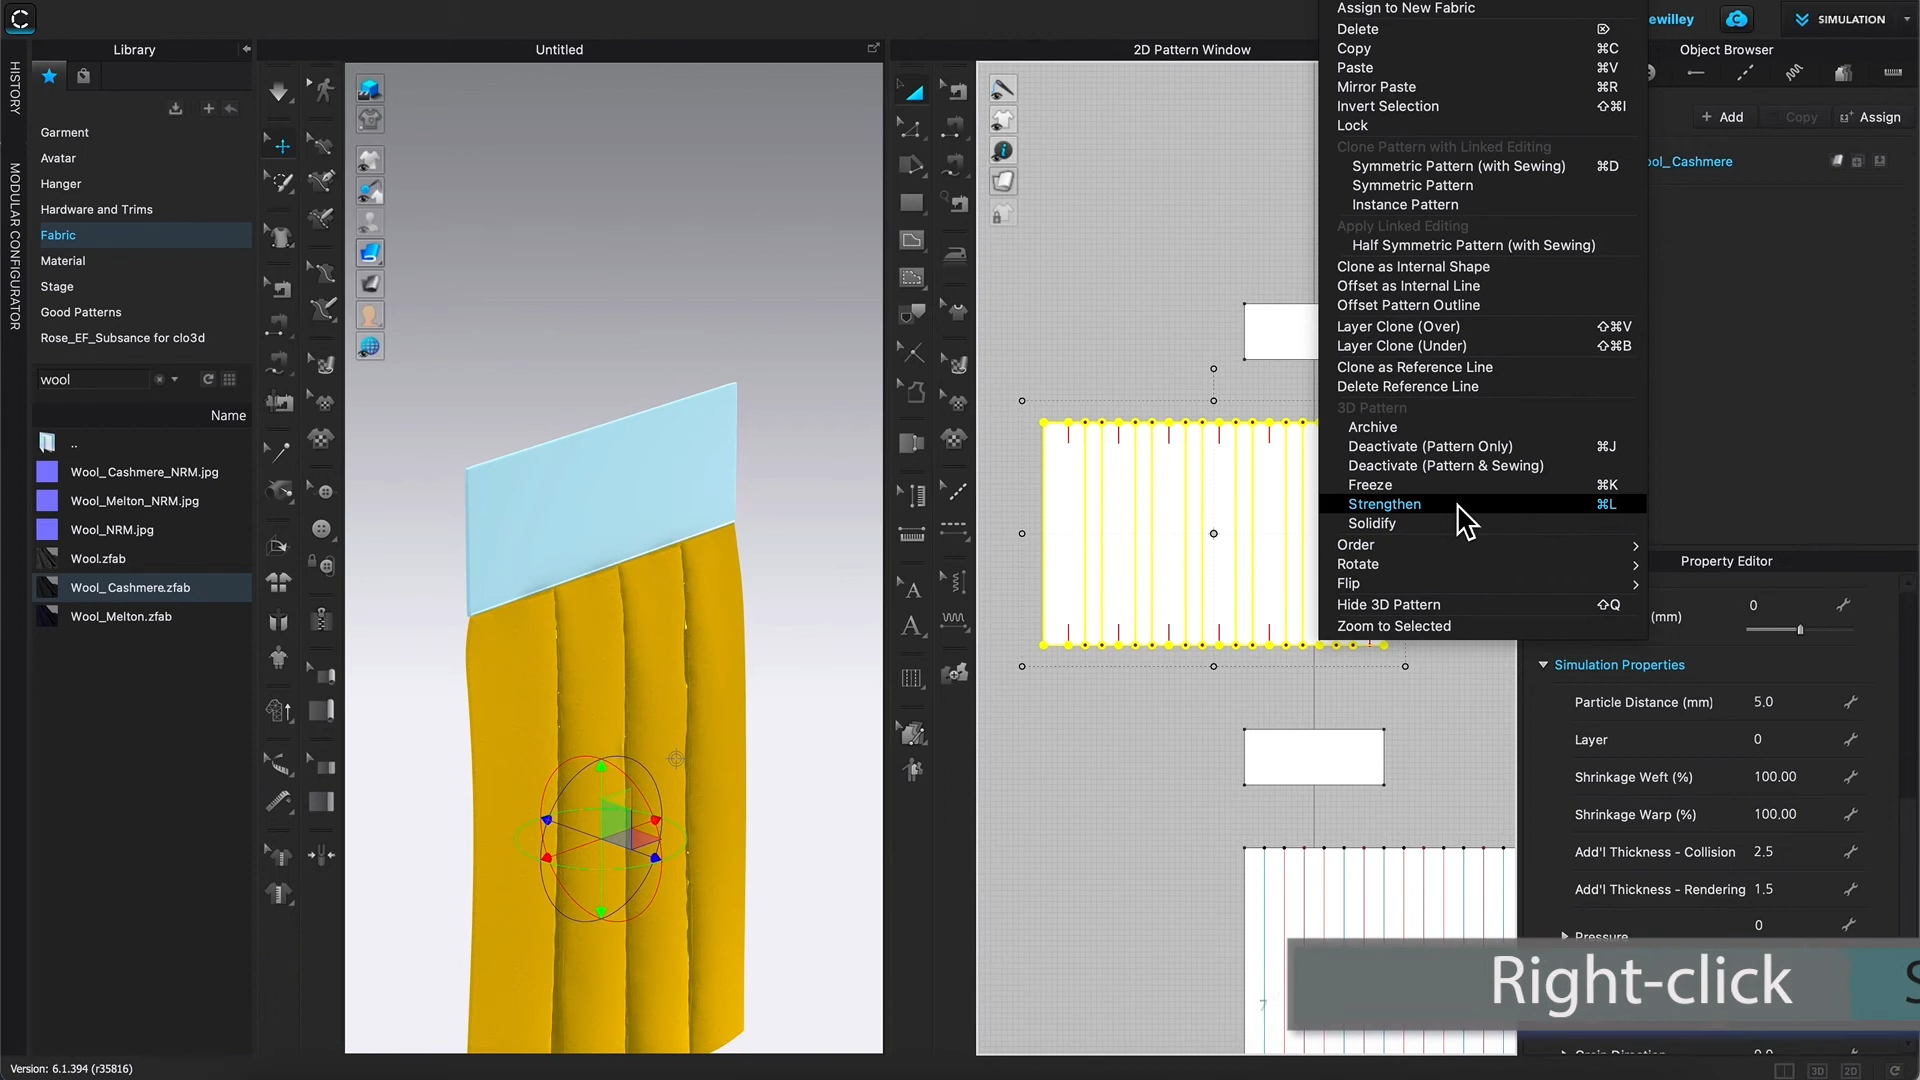 HISTORY
MODULAR CONFIGURATOR
Library
Garment
Avatar
Hanger
Hardware and Trims
Fabric
Material
Stage
Good Patterns
Rose_EF_Subsance for clo3d
wool
Name
..
Wool_Cashmere_NRM.jpg
Wool_Melton_NRM.jpg
Wool_NRM.jpg
Wool.zfab
Wool_Cashmere.zfab
Wool_Melton.zfab
Version: 6.1.394 (r35816)
Untitled
2D Pattern Window
A
A
7
Assign to New Fabric
Delete ⌦
Copy ⌘C
Paste ⌘V
Mirror Paste ⌘R
Invert Selection ⇧⌘I
Lock
Clone Pattern with Linked Editing
Symmetric Pattern (with Sewing) ⌘D
Symmetric Pattern
Instance Pattern
Apply Linked Editing
Half Symmetric Pattern (with Sewing)
Clone as Internal Shape
Offset as Internal Line
Offset Pattern Outline
Layer Clone (Over) ⇧⌘V
Layer Clone (Under) ⇧⌘B
Clone as Reference Line
Delete Reference Line
3D Pattern
Archive
Deactivate (Pattern Only) ⌘J
Deactivate (Pattern & Sewing)
Freeze ⌘K
Strengthen ⌘L
Solidify
Order
Rotate
Flip
Hide 3D Pattern ⇧Q
Zoom to Selected
ewilley
SIMULATION
Object Browser
+ Add Copy Assign
ool_Cashmere
Property Editor
(mm) 0
Simulation Properties
Particle Distance (mm) 5.0
Layer 0
Shrinkage Weft (%) 100.00
Shrinkage Warp (%) 100.00
Add'l Thickness - Collision 2.5
Add'l Thickness - Rendering 1.5
Pressure 0
Right-click S
Grain Direction 0.0
3D 2D